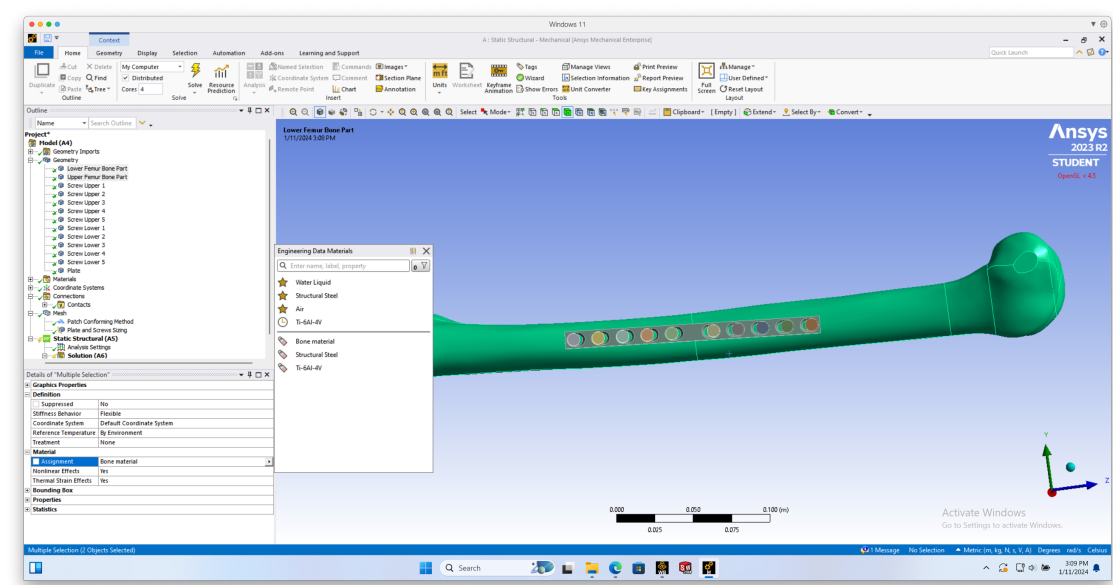 Windows 11
Context
A : Static Structural - Mechanical [Ansys Mechanical Enterprise]
File Home Geometry Display Selection Automation Add-ons Learning and Support
Quick Launch
Duplicate
Cut
Copy
Paste
Delete
Find
Tree
Outline
My Computer
Distributed
Cores 4
Solve
Resource Prediction
Solve
Analysis
Named Selection
Coordinate System
Remote Point
Commands
Comment
Chart
Images
Section Plane
Annotation
Insert
Units
Worksheet
Keyframe Animation
Tags
Wizard
Show Errors
Manage Views
Selection Information
Unit Converter
Print Preview
Report Preview
Key Assignments
Tools
Full Screen
Manage
User Defined
Reset Layout
Layout
Outline
Name
Search Outline
Select
Mode
Clipboard
[Empty]
Extend
Select By
Convert
Project*
Model (A4)
Geometry Imports
Geometry
Lower Femur Bone Part
Upper Femur Bone Part
Screw Upper 1
Screw Upper 2
Screw Upper 3
Screw Upper 4
Screw Upper 5
Screw Lower 1
Screw Lower 2
Screw Lower 3
Screw Lower 4
Screw Lower 5
Plate
Materials
Coordinate Systems
Connections
Contacts
Mesh
Patch Conforming Method
Plate and Screws Sizing
Static Structural (A5)
Analysis Settings
Solution (A6)
Details of "Multiple Selection"
Graphics Properties
Definition
Suppressed No
Stiffness Behavior Flexible
Coordinate System Default Coordinate System
Reference Temperature By Environment
Treatment None
Material
Assignment Bone material
Nonlinear Effects Yes
Thermal Strain Effects Yes
Bounding Box
Properties
Statistics
Lower Femur Bone Part
1/11/2024 3:08 PM
Engineering Data Materials
Enter name, label, property
0
Water Liquid
Structural Steel
Air
Ti-6Al-4V
Bone material
Structural Steel
Ti-6Al-4V
Ansys
2023 R2
STUDENT
OpenGL < 4.5
Y
Z
0.000 0.050 0.100 (m)
0.025 0.075
Activate Windows
Go to Settings to activate Windows.
Multiple Selection (2 Objects Selected)
1 Message No Selection Metric (m, kg, N, s, V, A) Degrees rad/s Celsius
Search
3:09 PM
1/11/2024